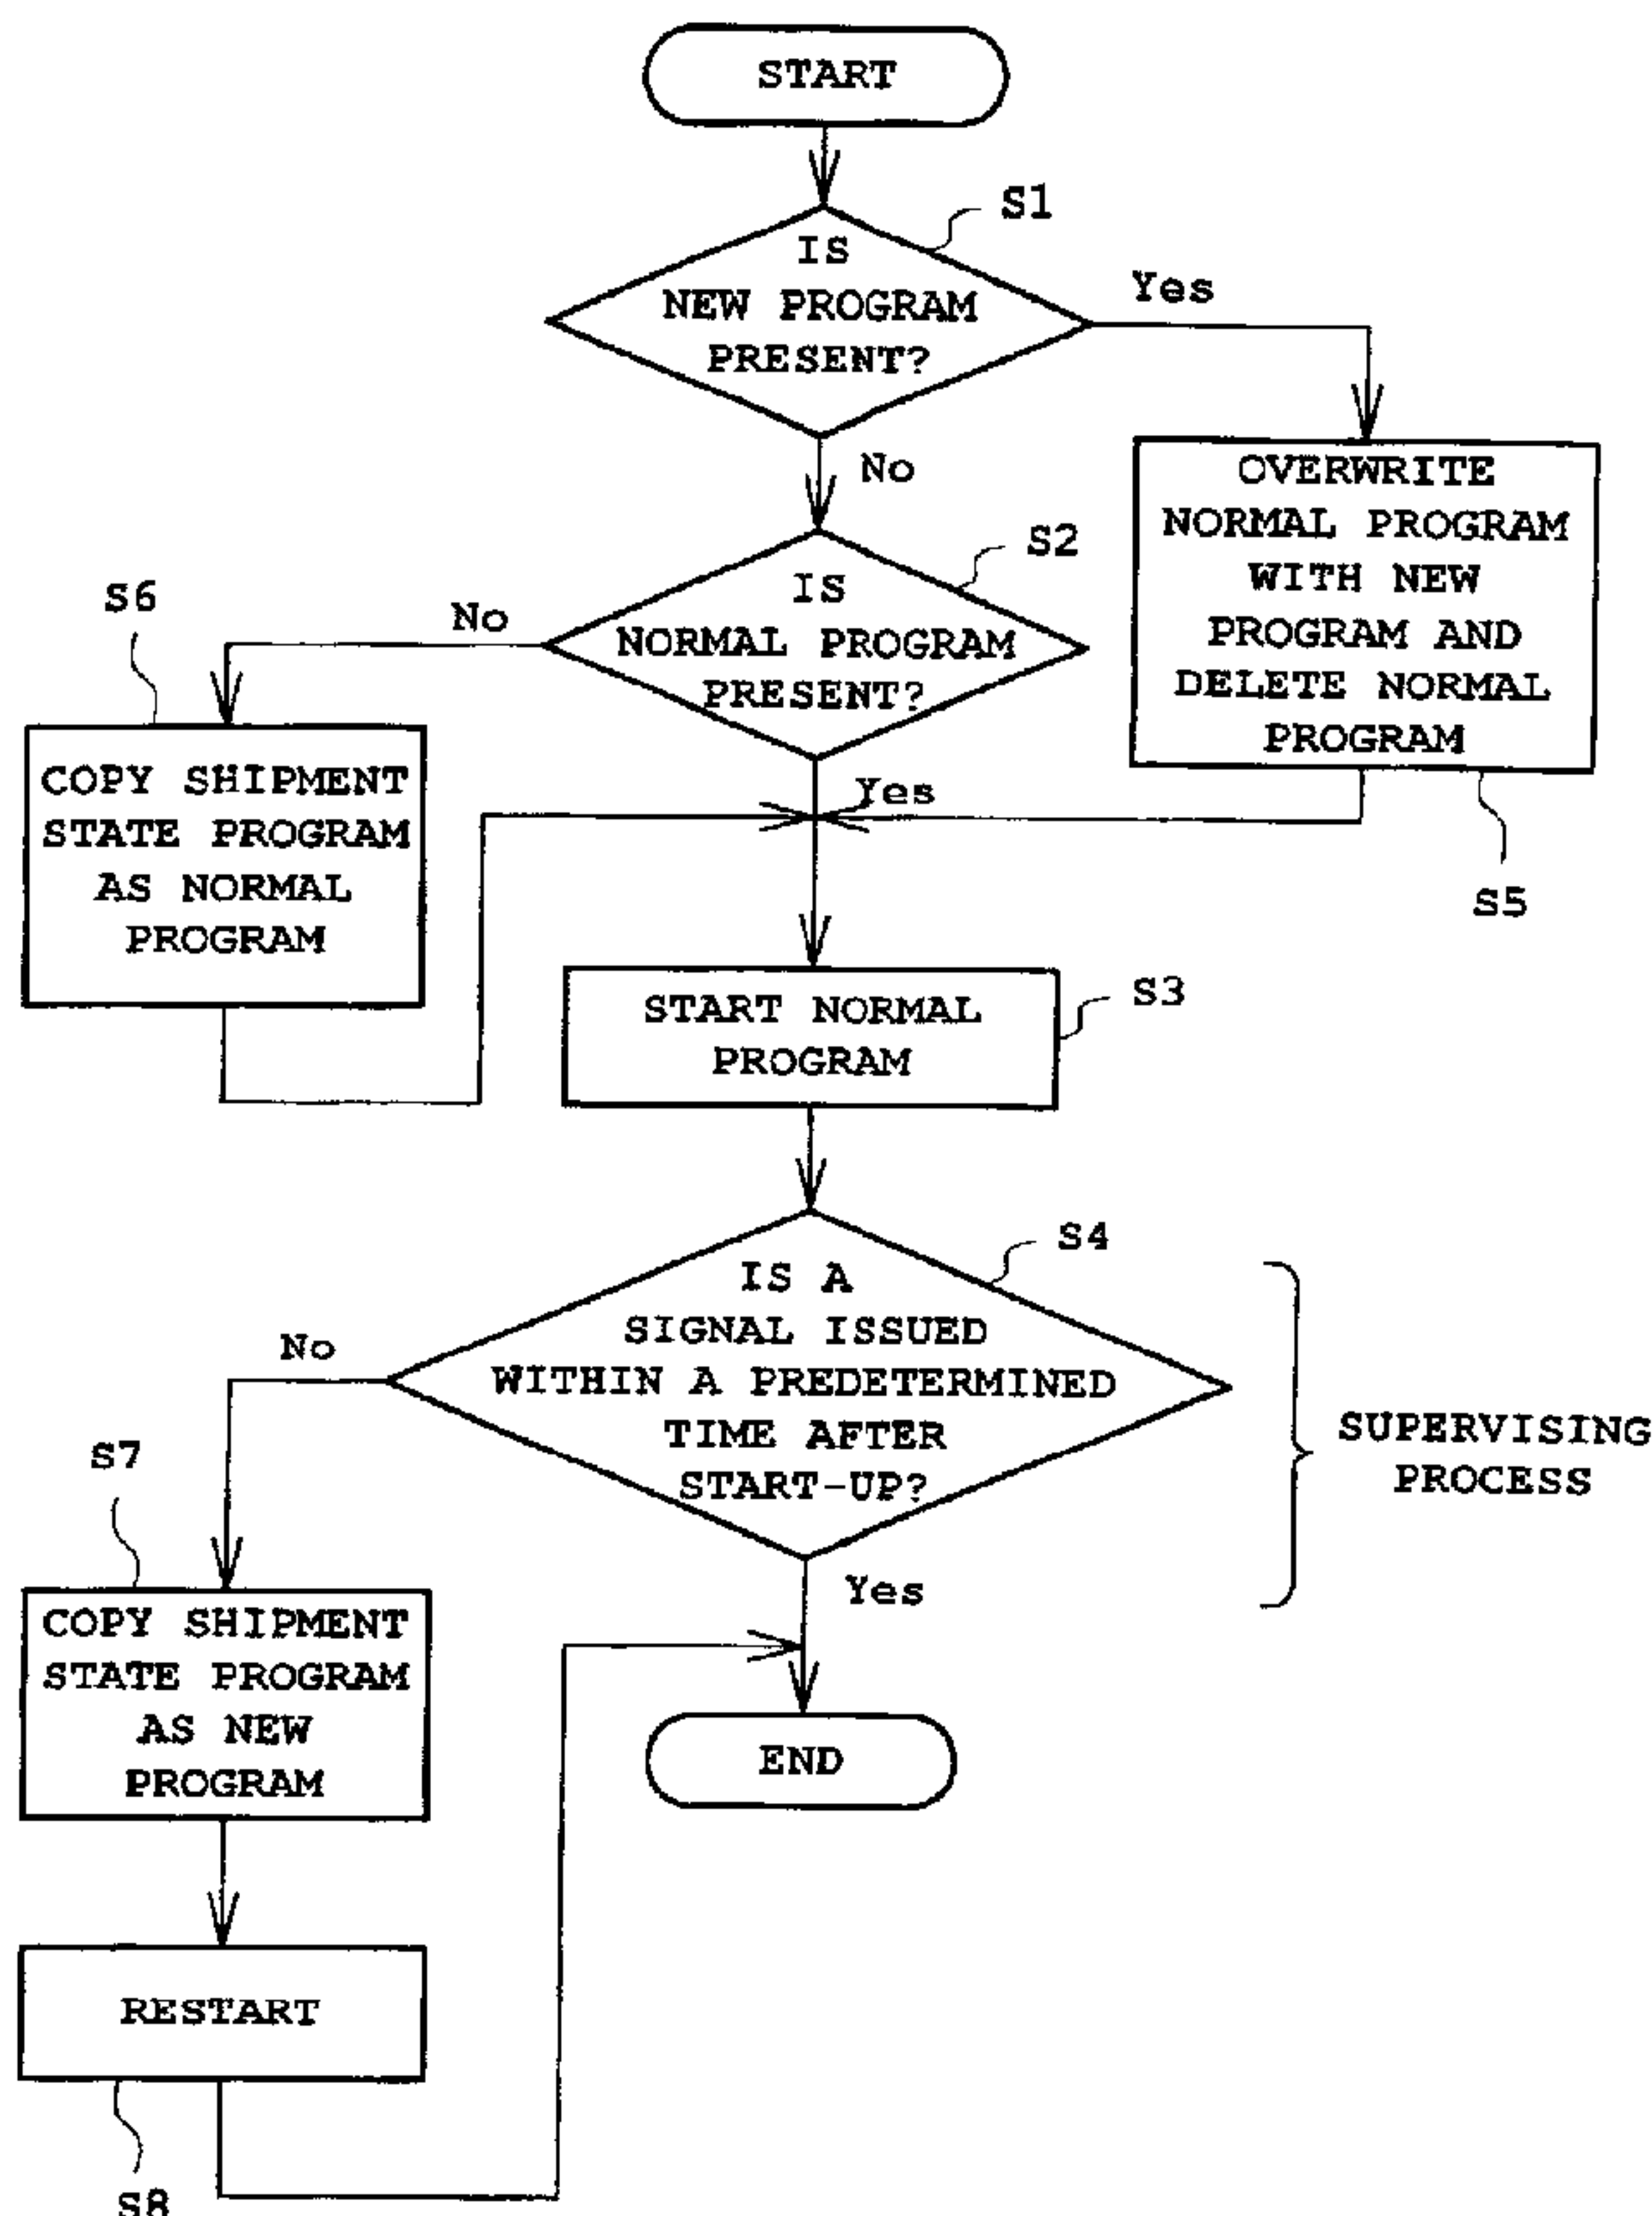 START
S1
IS
NEW PROGRAM
PRESENT?
Yes
No
OVERWRITE
NORMAL PROGRAM
WITH NEW
PROGRAM AND
DELETE NORMAL
PROGRAM
S5
S2
IS
NORMAL PROGRAM
PRESENT?
No
Yes
S6
COPY SHIPMENT
STATE PROGRAM
AS NORMAL
PROGRAM
START NORMAL
PROGRAM
S3
S4
IS A
SIGNAL ISSUED
WITHIN A PREDETERMINED
TIME AFTER
START-UP?
No
Yes
SUPERVISING
PROCESS
S7
COPY SHIPMENT
STATE PROGRAM
AS NEW
PROGRAM
END
RESTART
S8